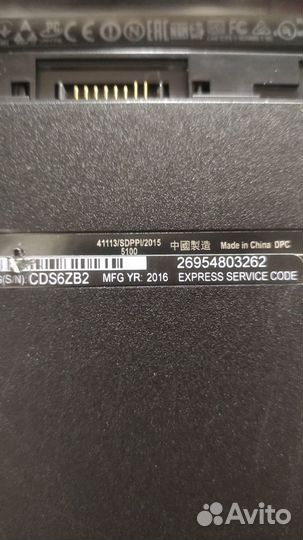 41113/SDPPI/2015
5100
中國製造 Made in China DPC
26954803262
(S/N): CDS6ZB2 MFG YR: 2016 EXPRESS SERVICE CODE
Avito